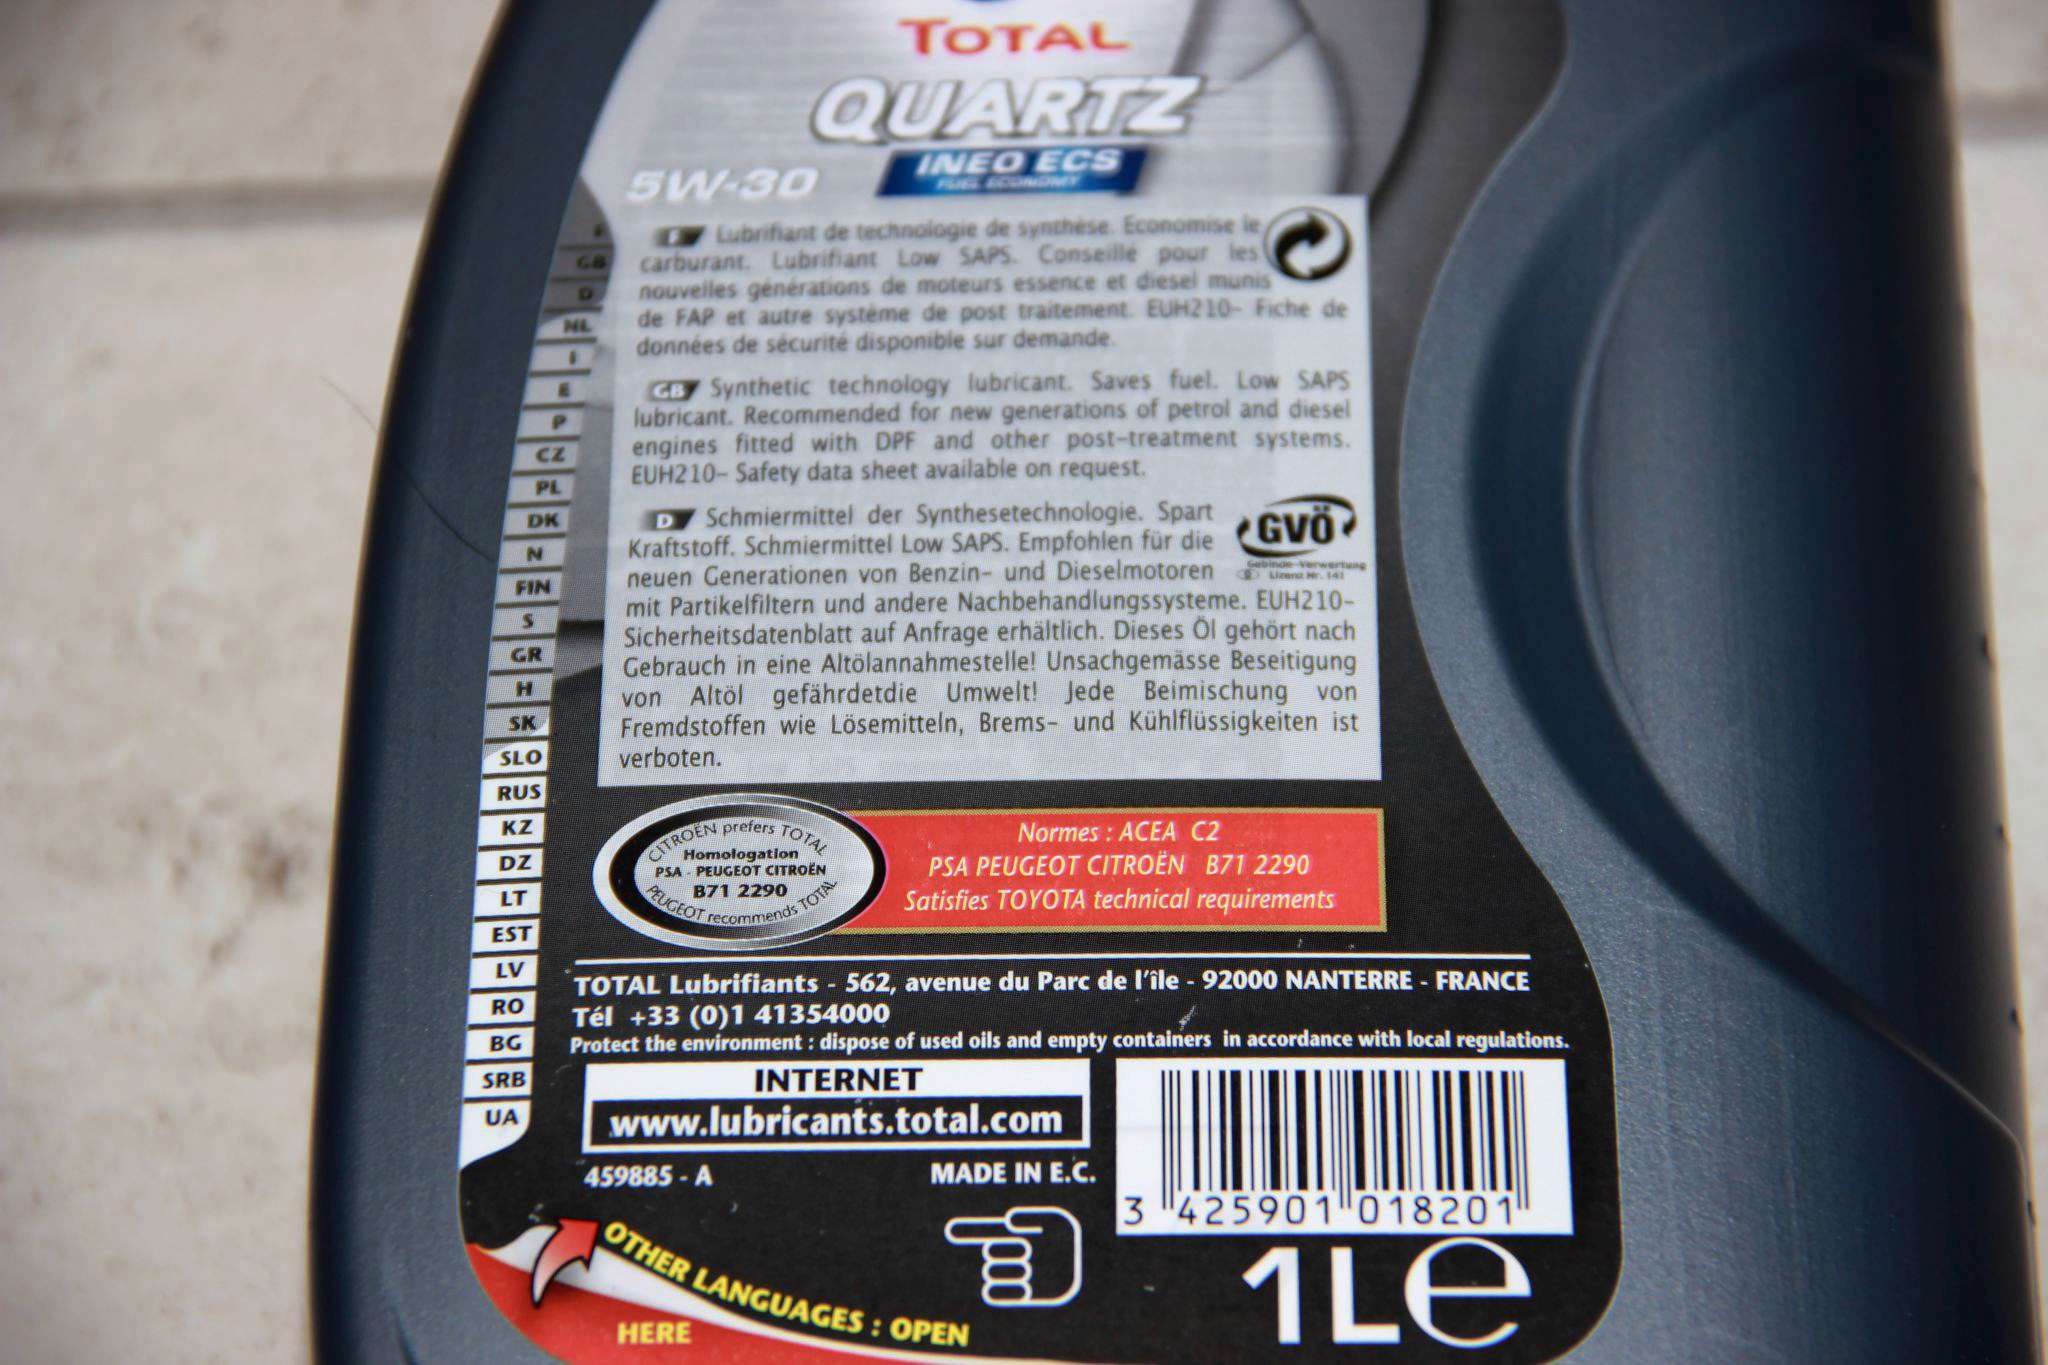 TOTAL
QUARTZ
5W-30
INEO ECS
FUEL ECONOMY
F Lubrifiant de technologie de synthèse. Economise le
carburant. Lubrifiant Low SAPS. Conseillé pour les
nouvelles générations de moteurs essence et diesel munis
de FAP et autre système de post traitement. EUH210- Fiche de
données de sécurité disponible sur demande.
GB Synthetic technology lubricant. Saves fuel. Low SAPS
lubricant. Recommended for new generations of petrol and diesel
engines fitted with DPF and other post-treatment systems.
EUH210- Safety data sheet available on request.
D Schmiermittel der Synthesetechnologie. Spart
Kraftstoff. Schmiermittel Low SAPS. Empfohlen für die
neuen Generationen von Benzin- und Dieselmotoren
mit Partikelfiltern und andere Nachbehandlungssysteme. EUH210-
Sicherheitsdatenblatt auf Anfrage erhältlich. Dieses Öl gehört nach
Gebrauch in eine Altölannahmestelle! Unsachgemässe Beseitigung
von Altöl gefährdetdie Umwelt! Jede Beimischung von
Fremdstoffen wie Lösemitteln, Brems- und Kühlflüssigkeiten ist
verboten.
GVÖ
Gebinde-Verwertung
Lizenz Nr. 141
F
GB
D
NL
I
E
P
CZ
PL
DK
N
FIN
S
GR
H
SK
SLO
RUS
KZ
DZ
LT
EST
LV
RO
BG
SRB
UA
CITROËN prefers TOTAL
Homologation
PSA - PEUGEOT CITROËN
B71 2290
PEUGEOT recommends TOTAL
Normes : ACEA C2
PSA PEUGEOT CITROËN B71 2290
Satisfies TOYOTA technical requirements
TOTAL Lubrifiants - 562, avenue du Parc de l'île - 92000 NANTERRE - FRANCE
Tél +33 (0)1 41354000
Protect the environment : dispose of used oils and empty containers in accordance with local regulations.
INTERNET
www.lubricants.total.com
459885 - A
MADE IN E.C.
3 425901 018201
1L e
OTHER LANGUAGES : OPEN
HERE